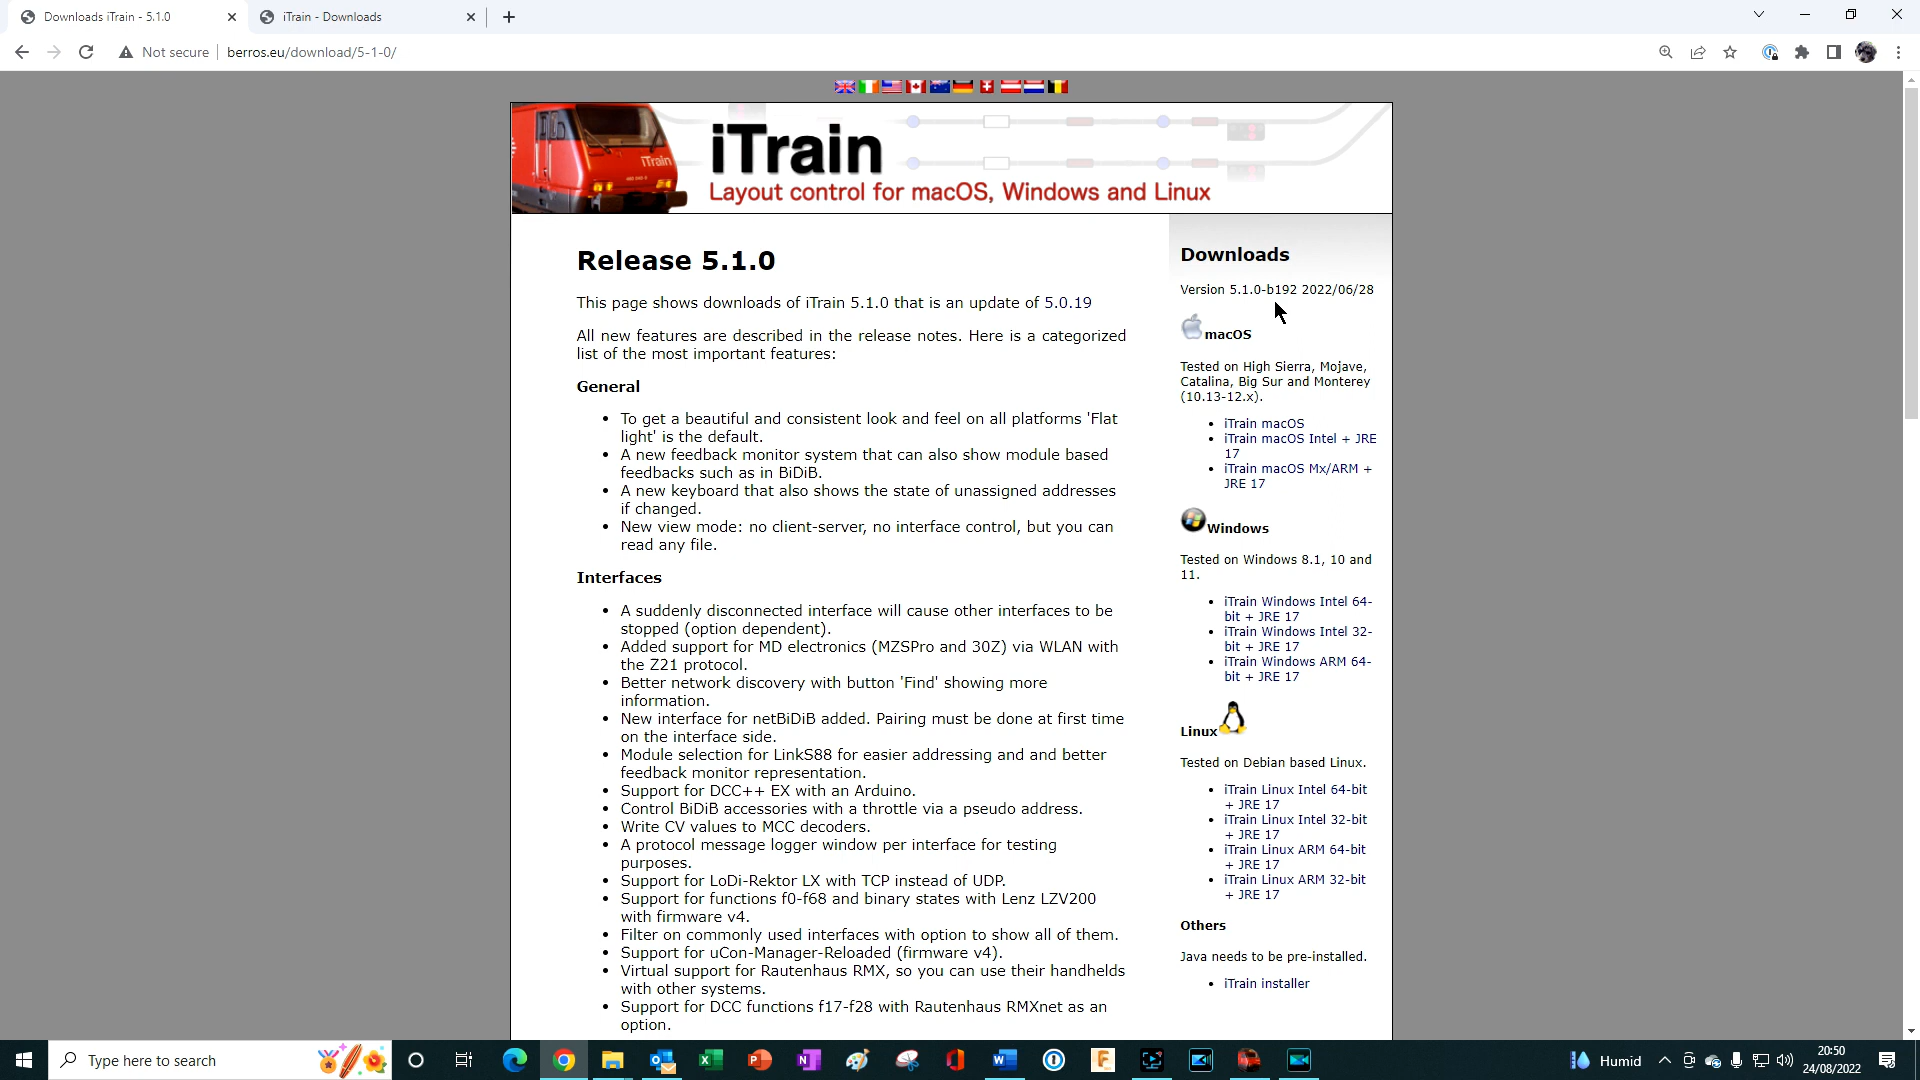 Downloads iTrain - 5.1.0
iTrain - Downloads
Not secure
berros.eu/download/5-1-0/
iTrain
iTrain
Layout control for macOS, Windows and Linux
Release 5.1.0
This page shows downloads of iTrain 5.1.0 that is an update of 5.0.19
All new features are described in the release notes. Here is a categorized
list of the most important features:
General
• To get a beautiful and consistent look and feel on all platforms 'Flat
light' is the default.
• A new feedback monitor system that can also show module based
feedbacks such as in BiDiB.
• A new keyboard that also shows the state of unassigned addresses
if changed.
• New view mode: no client-server, no interface control, but you can
read any file.
Interfaces
• A suddenly disconnected interface will cause other interfaces to be
stopped (option dependent).
• Added support for MD electronics (MZSPro and 30Z) via WLAN with
the Z21 protocol.
• Better network discovery with button 'Find' showing more
information.
• New interface for netBiDiB added. Pairing must be done at first time
on the interface side.
• Module selection for LinkS88 for easier addressing and and better
feedback monitor representation.
• Support for DCC++ EX with an Arduino.
• Control BiDiB accessories with a throttle via a pseudo address.
• Write CV values to MCC decoders.
• A protocol message logger window per interface for testing
purposes.
• Support for LoDi-Rektor LX with TCP instead of UDP.
• Support for functions f0-f68 and binary states with Lenz LZV200
with firmware v4.
• Filter on commonly used interfaces with option to show all of them.
• Support for uCon-Manager-Reloaded (firmware v4).
• Virtual support for Rautenhaus RMX, so you can use their handhelds
with other systems.
• Support for DCC functions f17-f28 with Rautenhaus RMXnet as an
option.
Downloads
Version 5.1.0-b192 2022/06/28
macOS
Tested on High Sierra, Mojave,
Catalina, Big Sur and Monterey
(10.13-12.x).
• iTrain macOS
• iTrain macOS Intel + JRE
17
• iTrain macOS Mx/ARM +
JRE 17
Windows
Tested on Windows 8.1, 10 and
11.
• iTrain Windows Intel 64-
bit + JRE 17
• iTrain Windows Intel 32-
bit + JRE 17
• iTrain Windows ARM 64-
bit + JRE 17
Linux
Tested on Debian based Linux.
• iTrain Linux Intel 64-bit
+ JRE 17
• iTrain Linux Intel 32-bit
+ JRE 17
• iTrain Linux ARM 64-bit
+ JRE 17
• iTrain Linux ARM 32-bit
+ JRE 17
Others
Java needs to be pre-installed.
• iTrain installer
Type here to search
Humid
20:50
24/08/2022